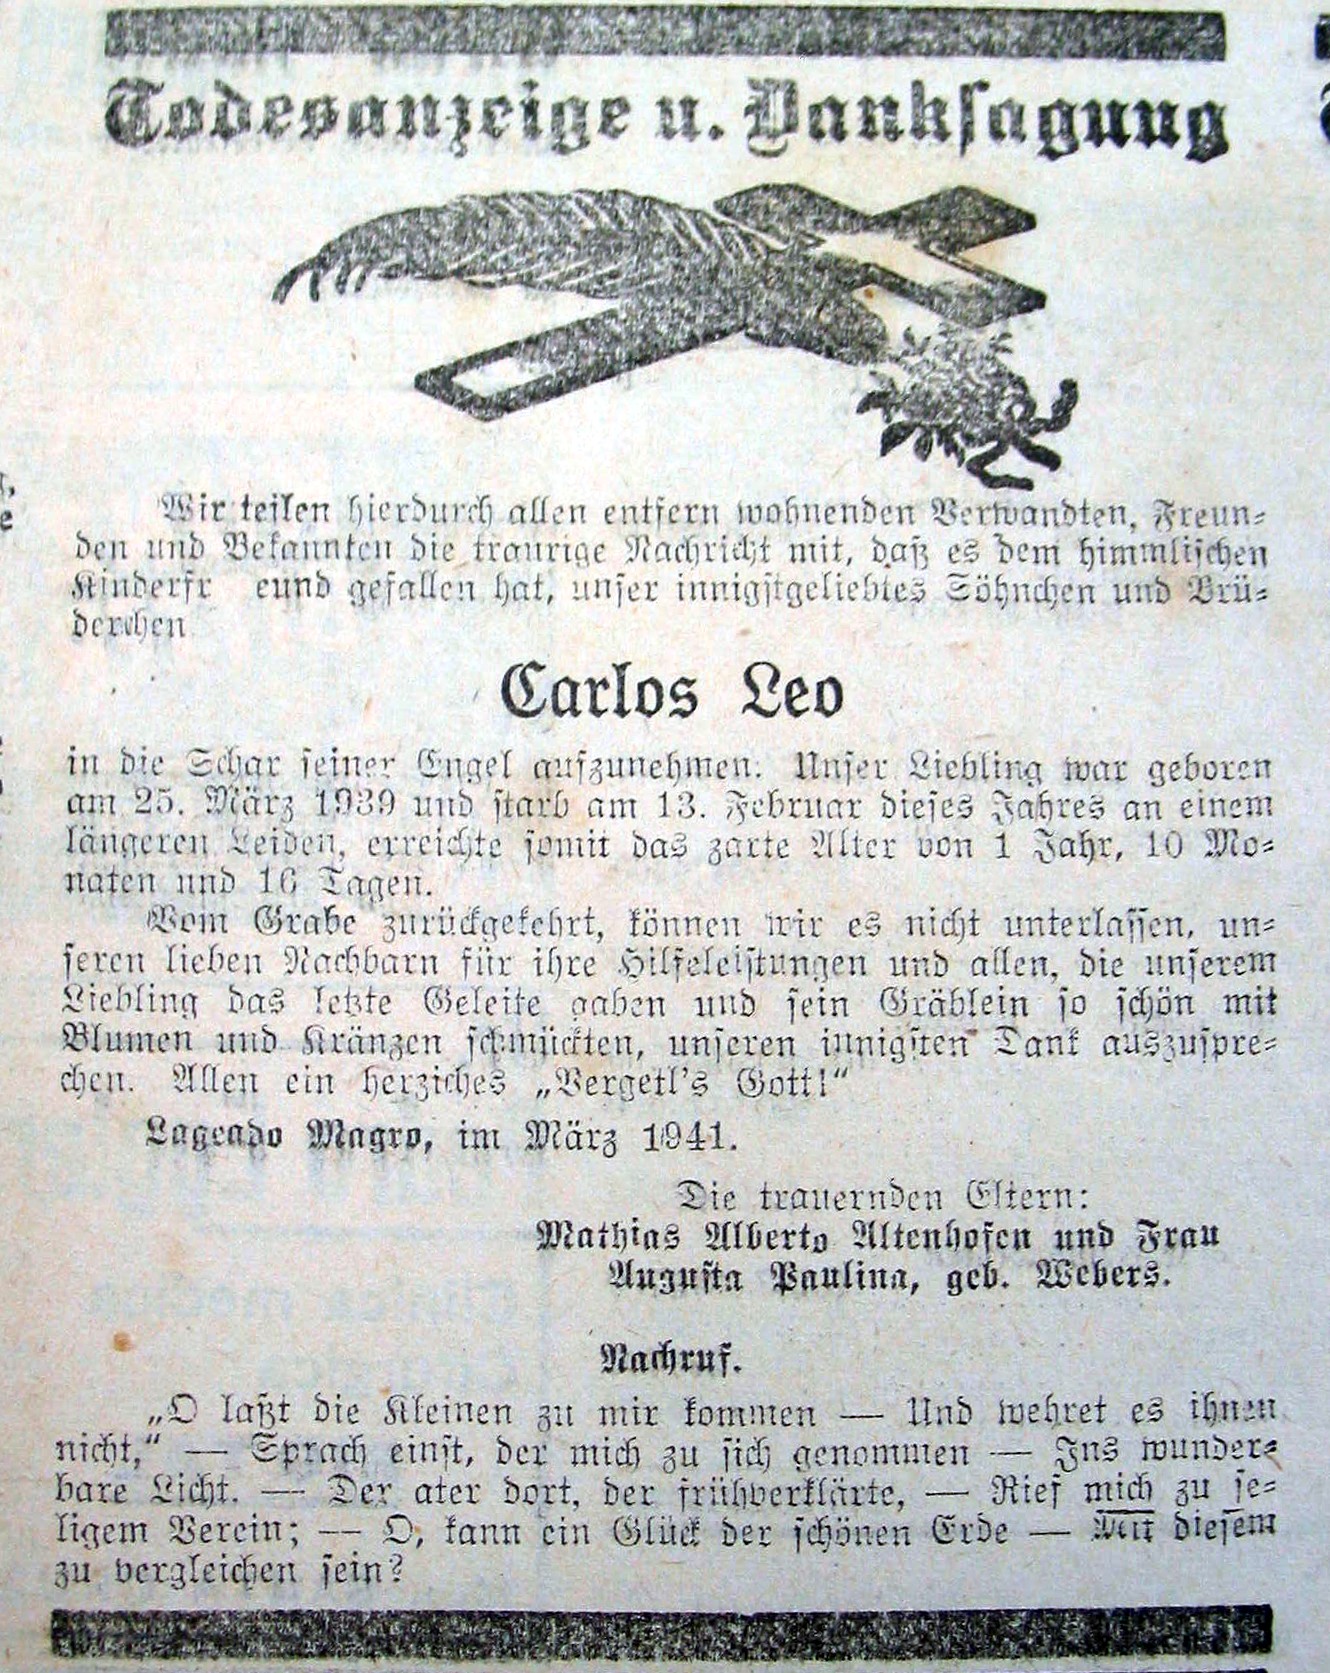 Todesanzeige u. Danksagung
Wir teilen hierdurch allen entfern wohnenden Verwandten, Freun-
den und Bekannten die traurige Nachricht mit, daß es dem himmlischen
Kinderfr eund gefallen hat, unser innigstgeliebtes Söhnchen und Brü-
derchen
Carlos Leo
in die Schar seiner Engel aufzunehmen. Unser Liebling war geboren
am 25. März 1939 und starb am 13. Februar dieses Jahres an einem
längeren Leiden, erreichte somit das zarte Alter von 1 Jahr, 10 Mo-
naten und 16 Tagen.
Vom Grabe zurückgekehrt, können wir es nicht unterlassen, un-
seren lieben Nachbarn für ihre Hilfeleistungen und allen, die unserem
Liebling das letzte Geleite gaben und sein Gräblein so schön mit
Blumen und Kränzen schmückten, unseren innigsten Dank auszuspre-
chen. Allen ein herziches „Vergetl's Gott!“
Lageado Magro, im März 1941.
Die trauernden Eltern:
Mathias Alberto Altenhofen und Frau
Augusta Paulina, geb. Webers.
Nachruf.
„O laßt die Kleinen zu mir kommen — Und wehret es ihnen
nicht,“ — Sprach einst, der mich zu sich genommen — Ins wunder-
bare Licht. — Der ater dort, der frühverklärte, — Rief mich zu se-
ligem Verein; — O, kann ein Glück der schönen Erde — Mit diesem
zu vergleichen sein?